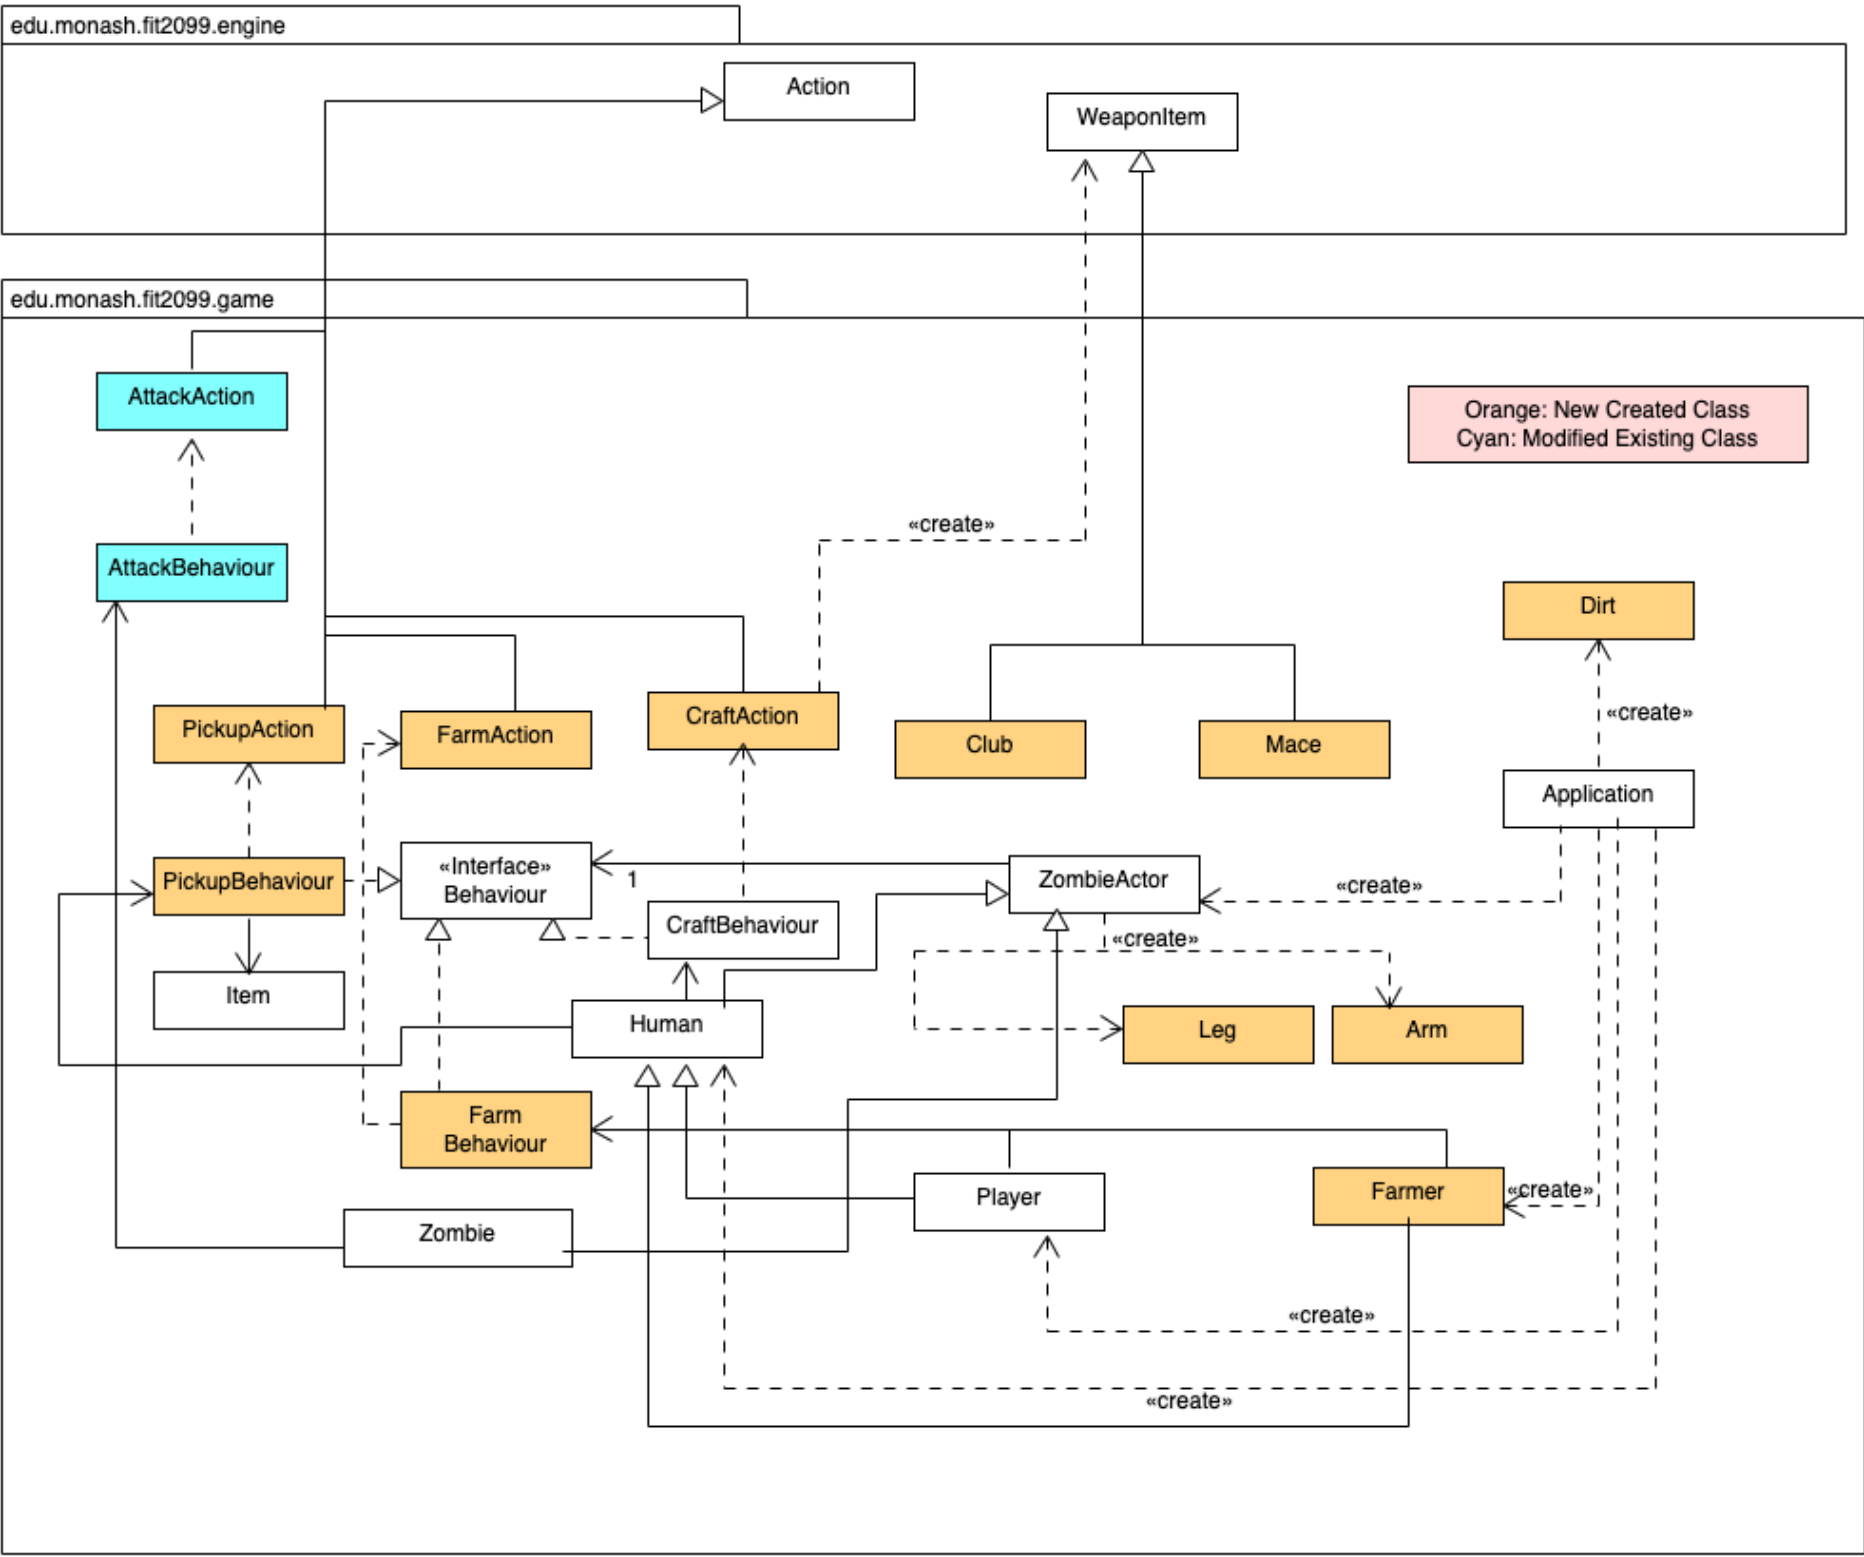 edu.monash.fit2099.engine
Action
WeaponItem
edu.monash.fit2099.game
AttackAction
Orange: New Created Class
Cyan: Modified Existing Class
«create»
AttackBehaviour
Dirt
«create»
PickupAction
FarmAction
CraftAction
Club
Mace
Application
«Interface»
Behaviour
1
ZombieActor
«create»
PickupBehaviour
CraftBehaviour
«create»
Item
Human
Leg
Arm
Farm
Behaviour
Player
Farmer
«create»
Zombie
«create»
«create»